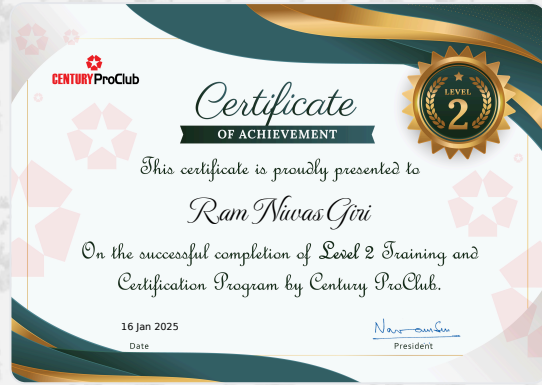 CENTURY ProClub
Certificate
OF ACHIEVEMENT
LEVEL
2
This certificate is proudly presented to
Ram Niwas Giri
On the successful completion of Level 2 Training and
Certification Program by Century ProClub.
16 Jan 2025
Date
President